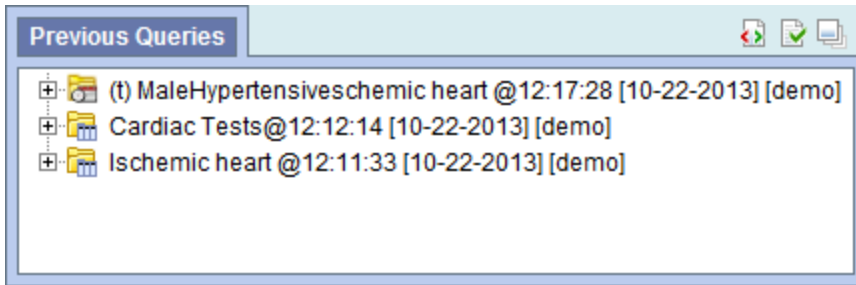 Previous Queries
(t) MaleHypertensiveschemic heart @12:17:28 [10-22-2013] [demo]
Cardiac Tests@12:12:14 [10-22-2013] [demo]
Ischemic heart @12:11:33 [10-22-2013] [demo]